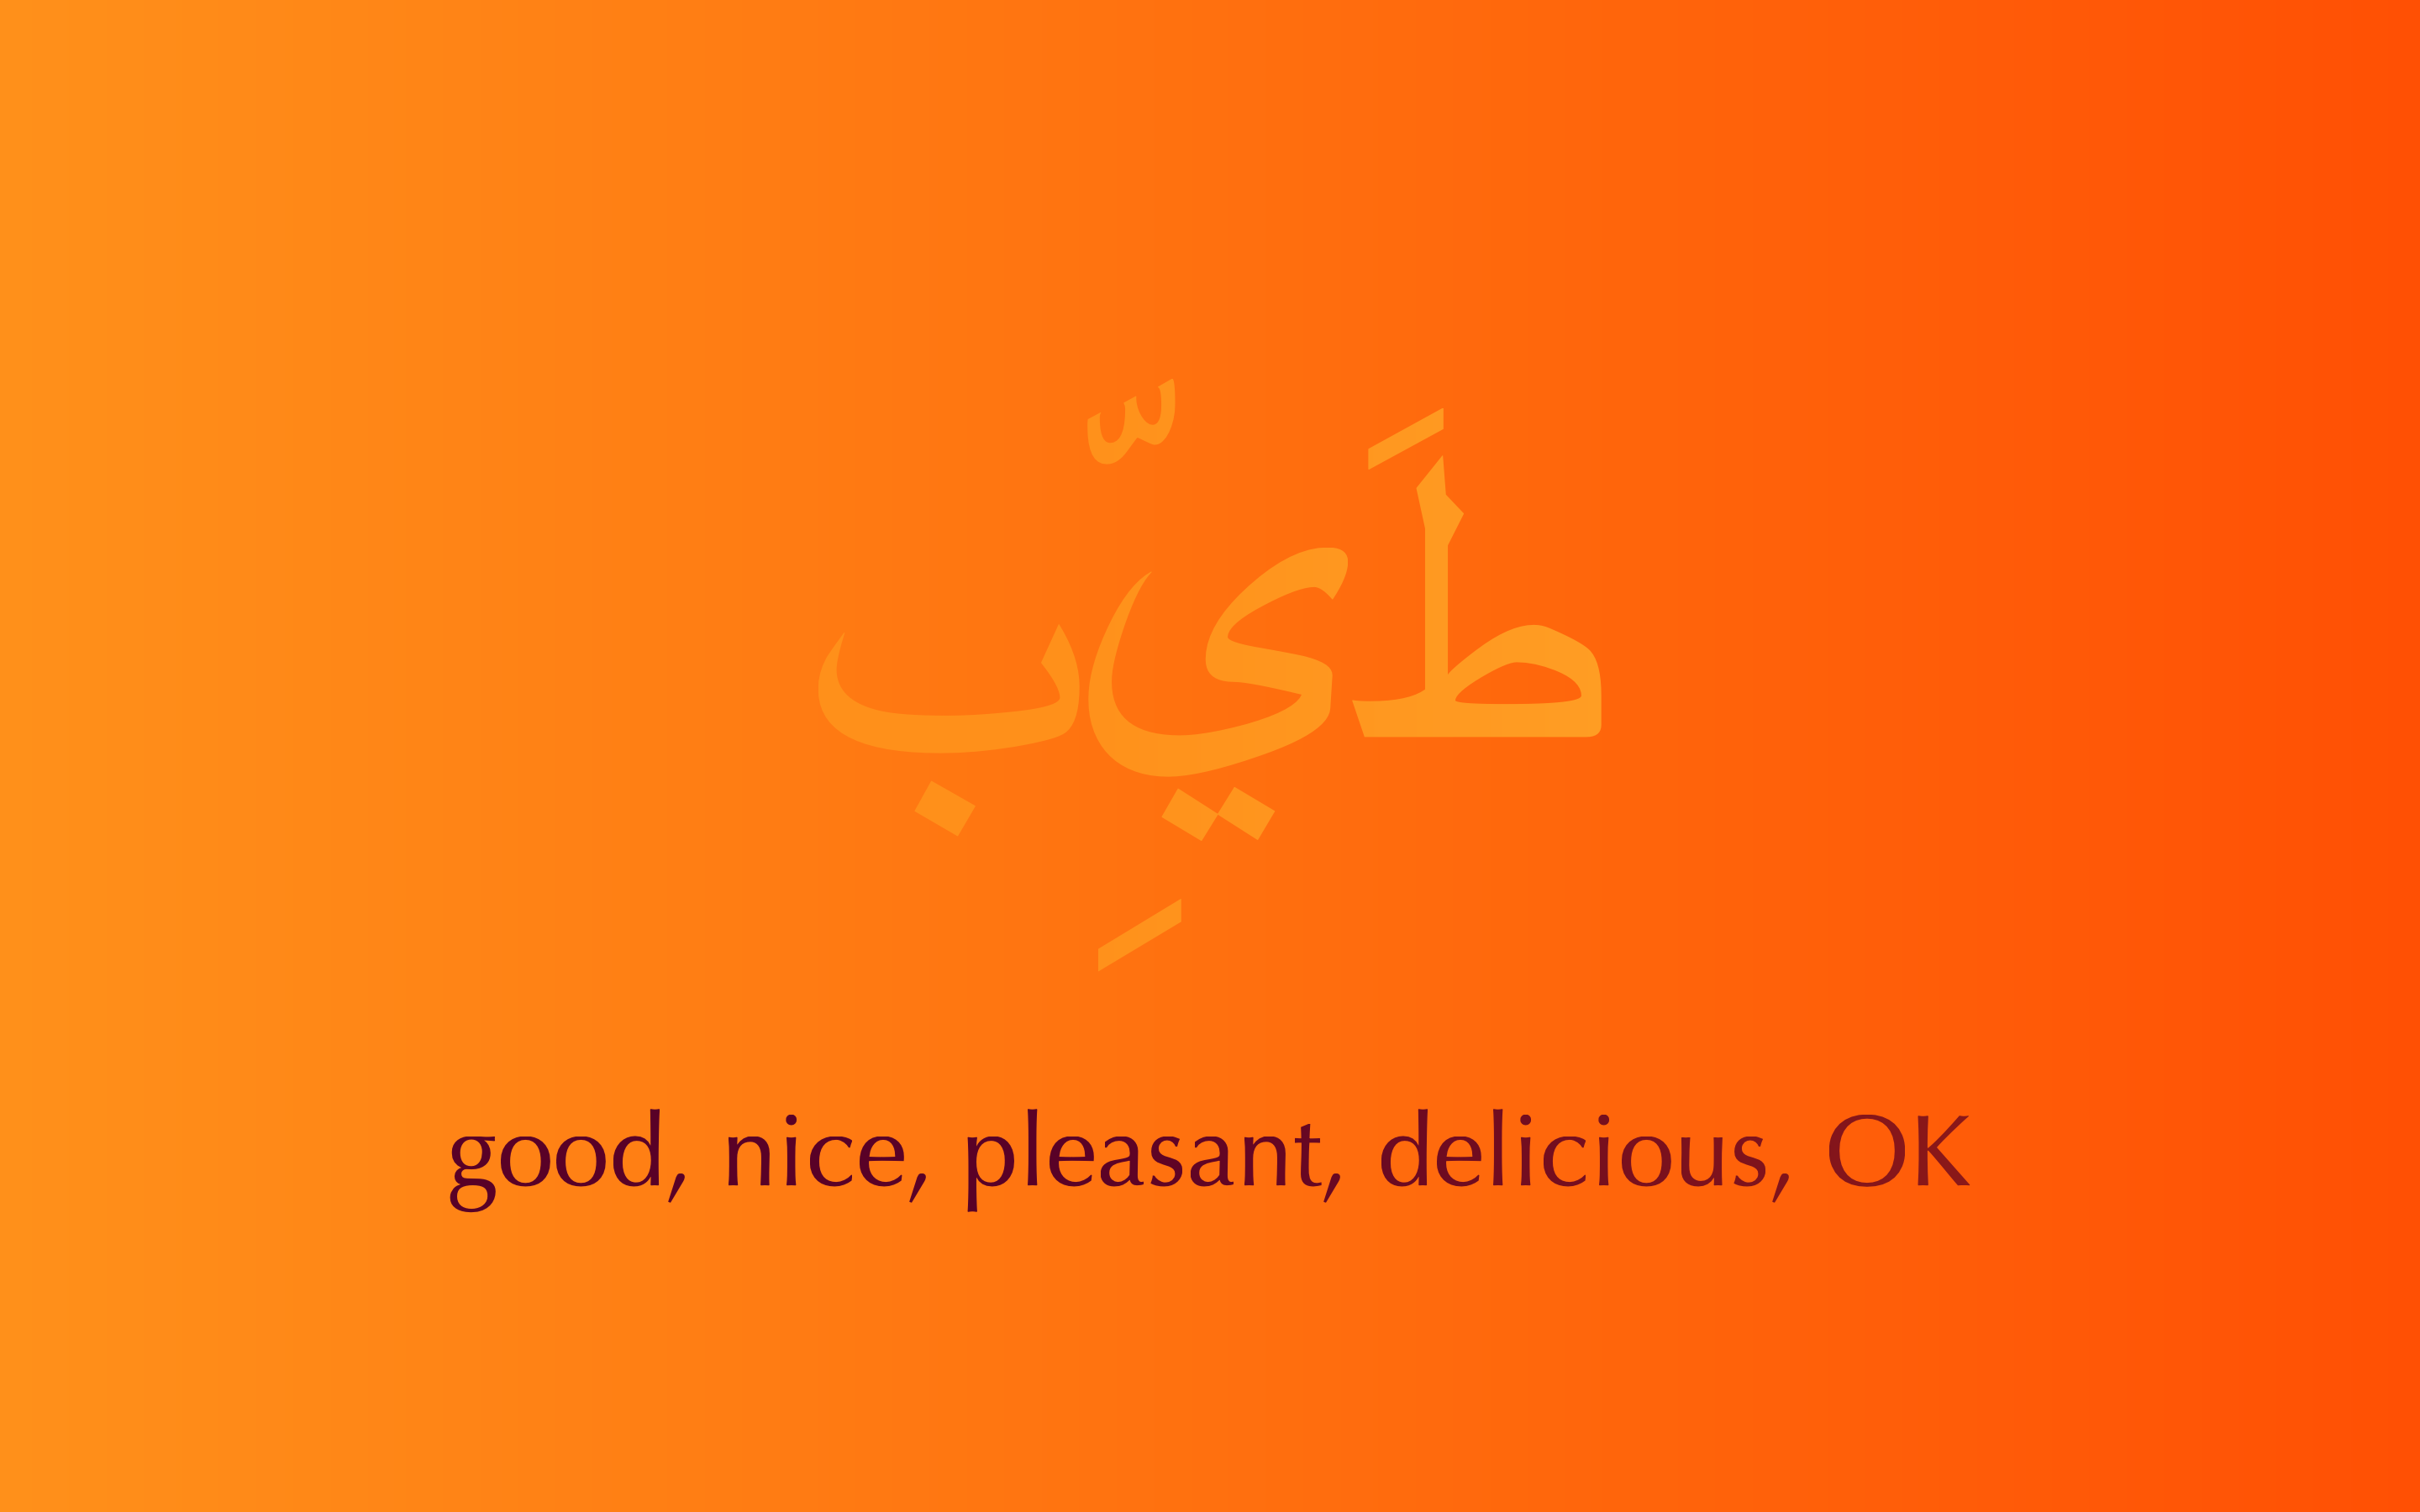 طَيِّب
good, nice, pleasant, delicious, OK